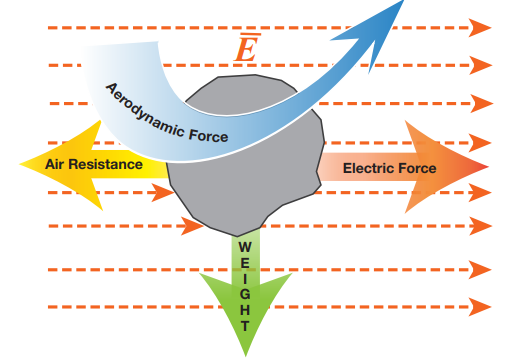 E̅
Aerodynamic Force
Air Resistance
Electric Force
W
E
I
G
H
T